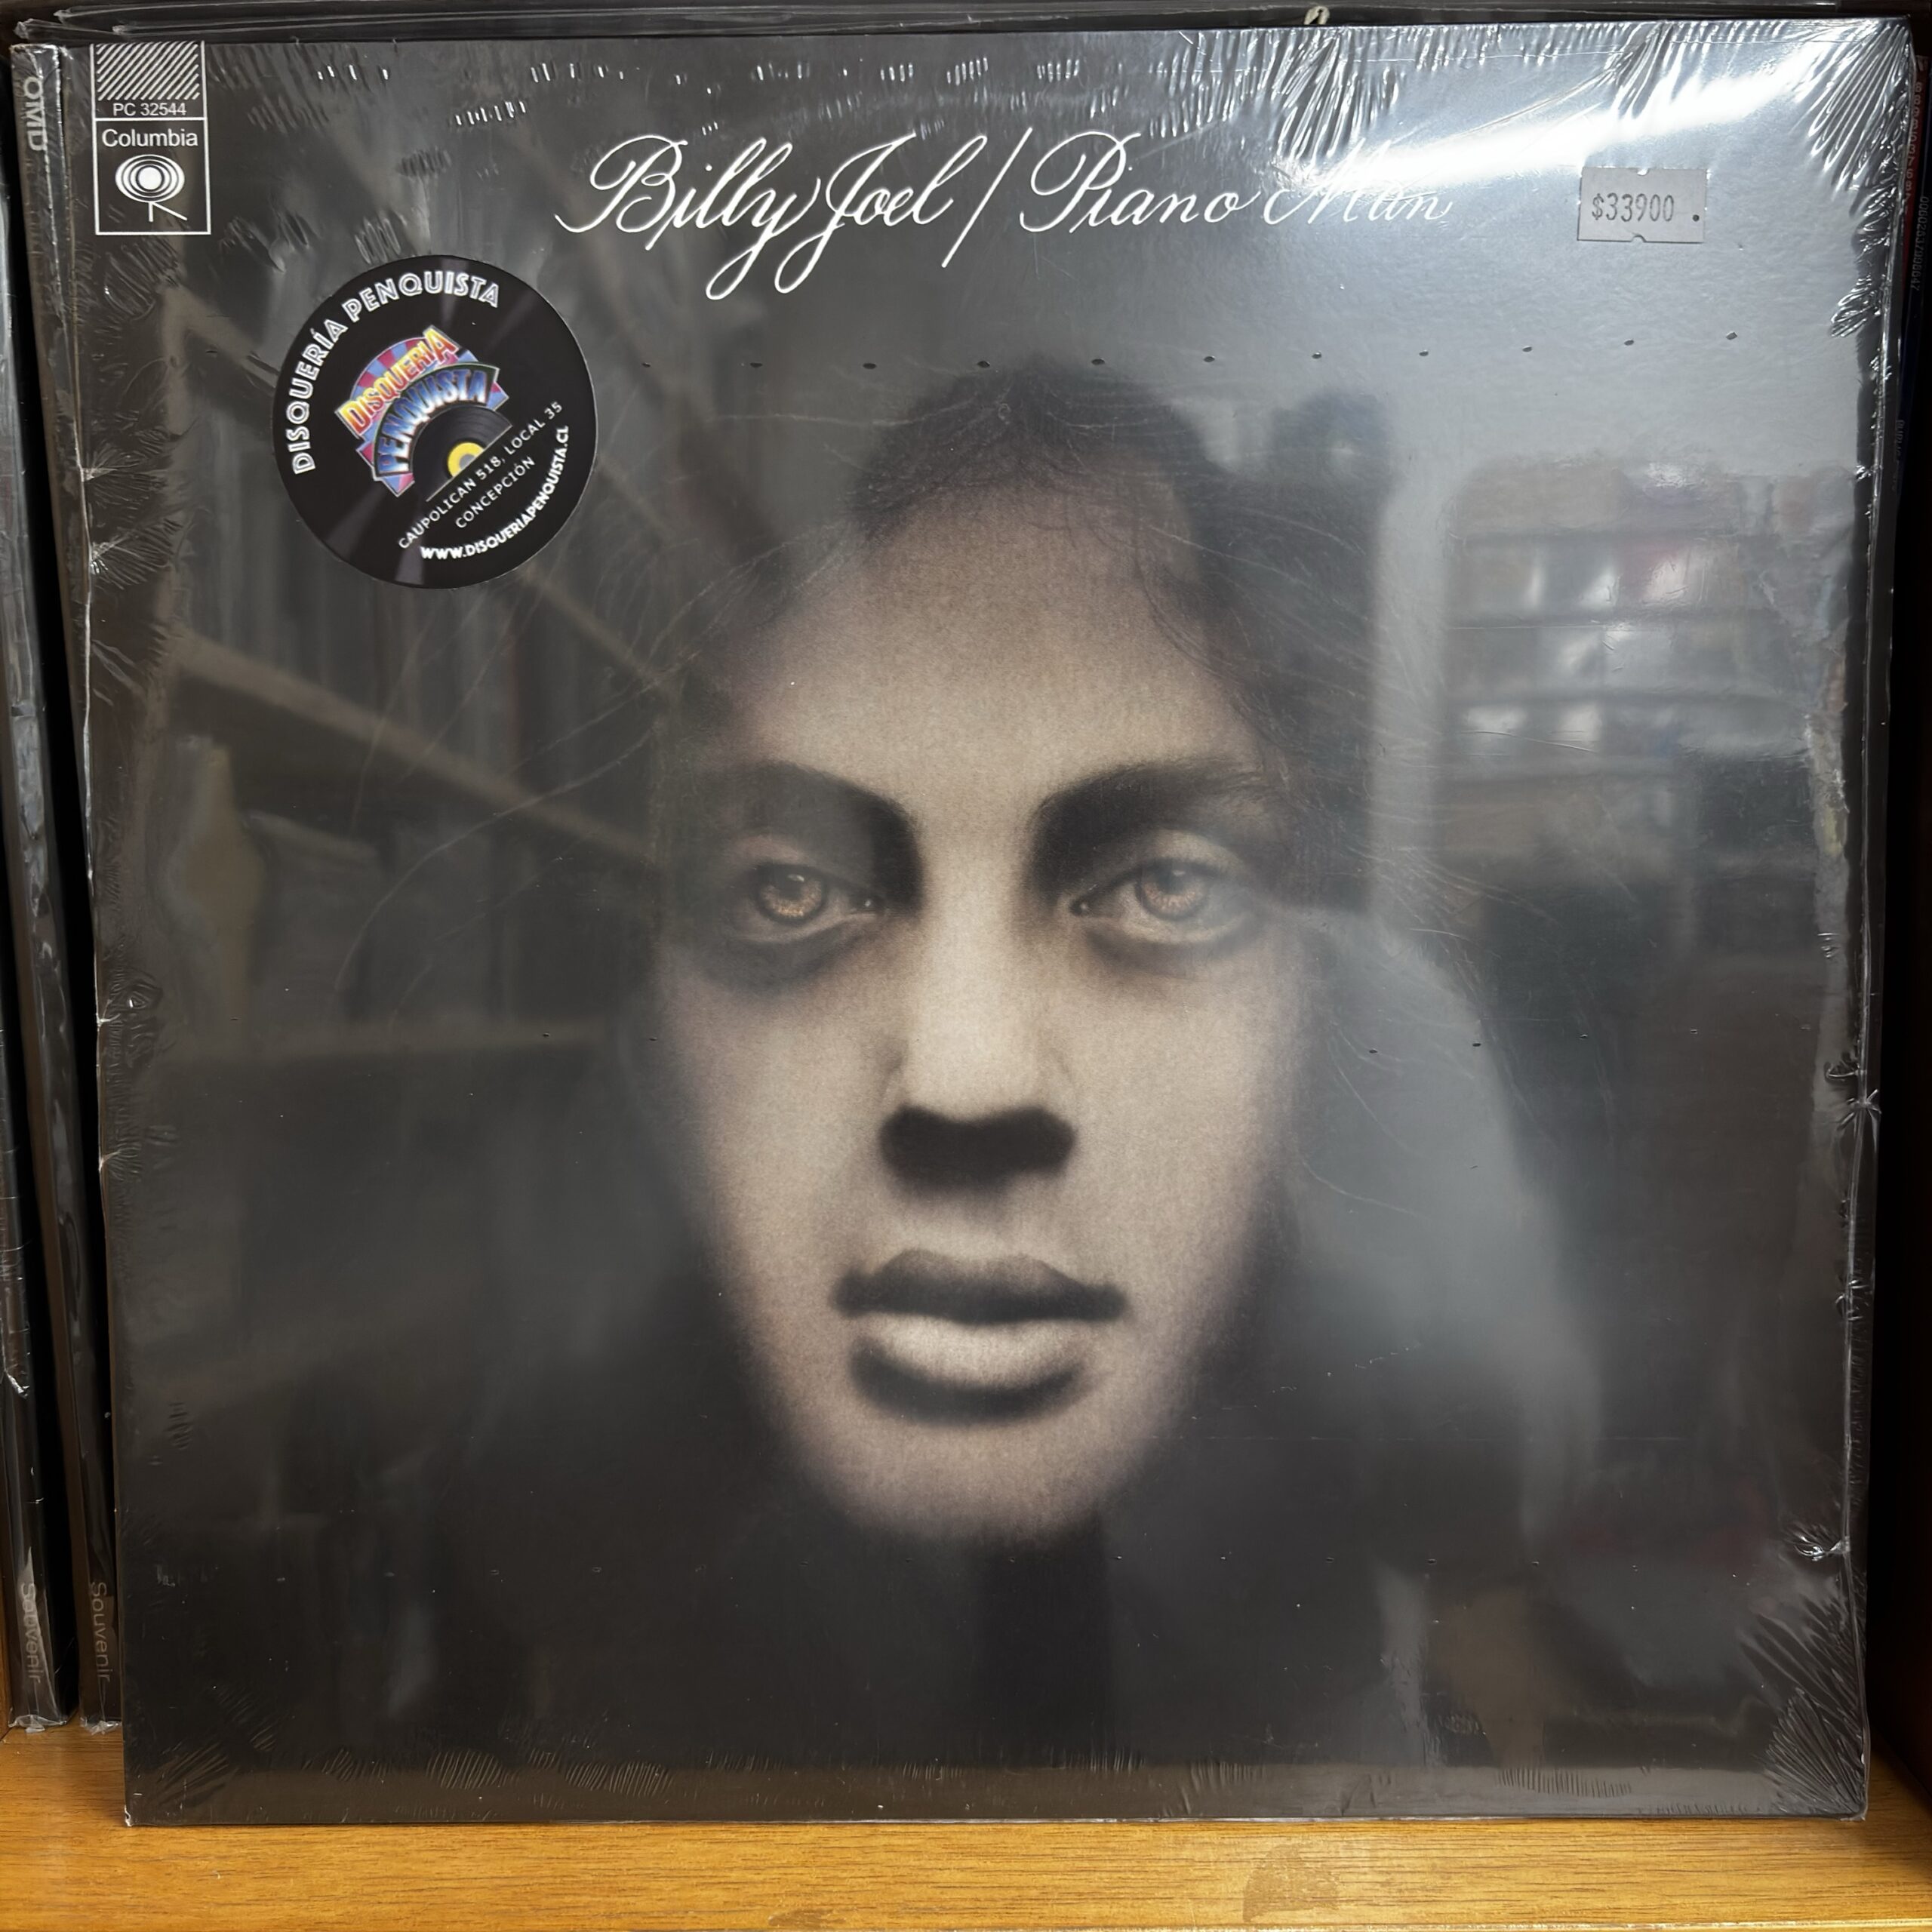 PC 32544
Columbia
Billy Joel / Piano Man
$33900.
DISQUERÍA PENQUISTA
DISQUERIA
PENQUISTA
CAUPOLICAN 518, LOCAL 35
CONCEPCIÓN
WWW.DISQUERIAPENQUISTA.CL
OMD
Souvenir
Souvenir